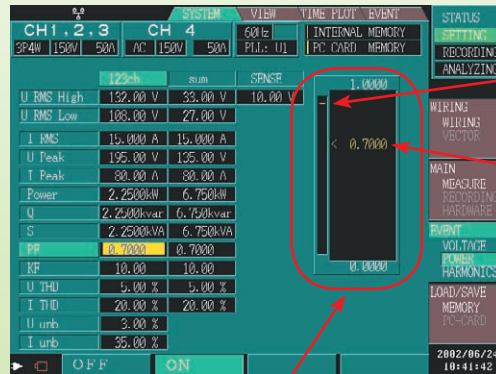 SYSTEM VIEW TIME PLOT EVENT
CH1,2,3 CH 4 60Hz INTERNAL MEMORY
3P4W 150V 50A AC 150V 50A PLL: U1 PC CARD MEMORY
123ch sum SENSE
U RMS High 132.00 V 33.00 V 10.00 V
U RMS Low 108.00 V 27.00 V
I RMS 15.000 A 15.000 A
U Peak 195.00 V 135.00 V
I Peak 80.00 A 80.00 A
Power 2.2500kW 6.750kW
Q 2.2500kvar 6.750kvar
S 2.2500kVA 6.750kVA
PF 0.7000 0.7000
KF 10.00 10.00
U THD 5.00 % 5.00 %
I THD 20.00 % 20.00 %
U unb 3.00 %
I unb 35.00 %
1.0000
< 0.7000
0.0000
OFF ON
STATUS
SETTING
RECORDING
ANALYZING
WIRING
WIRING
VECTOR
MAIN
MEASURE
RECORDING
HARDWARE
EVENT
VOLTAGE
POWER
HARMONICS
LOAD/SAVE
MEMORY
PC-CARD
2002/06/24
10:41:42